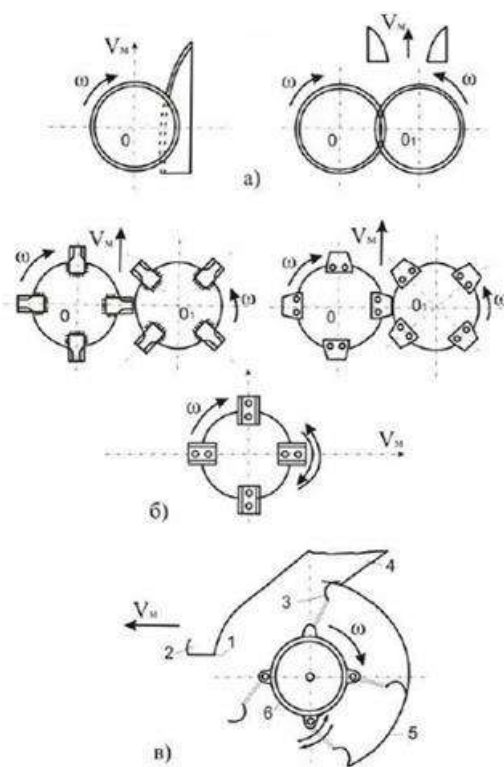 Vм Vм
ω ω ω
0 0 0₁
а)
Vм Vм
ω ω ω ω
0 0₁ 0 0₁
ω
Vм
б)
4
3
Vм
ω
2 1
6
5
в)